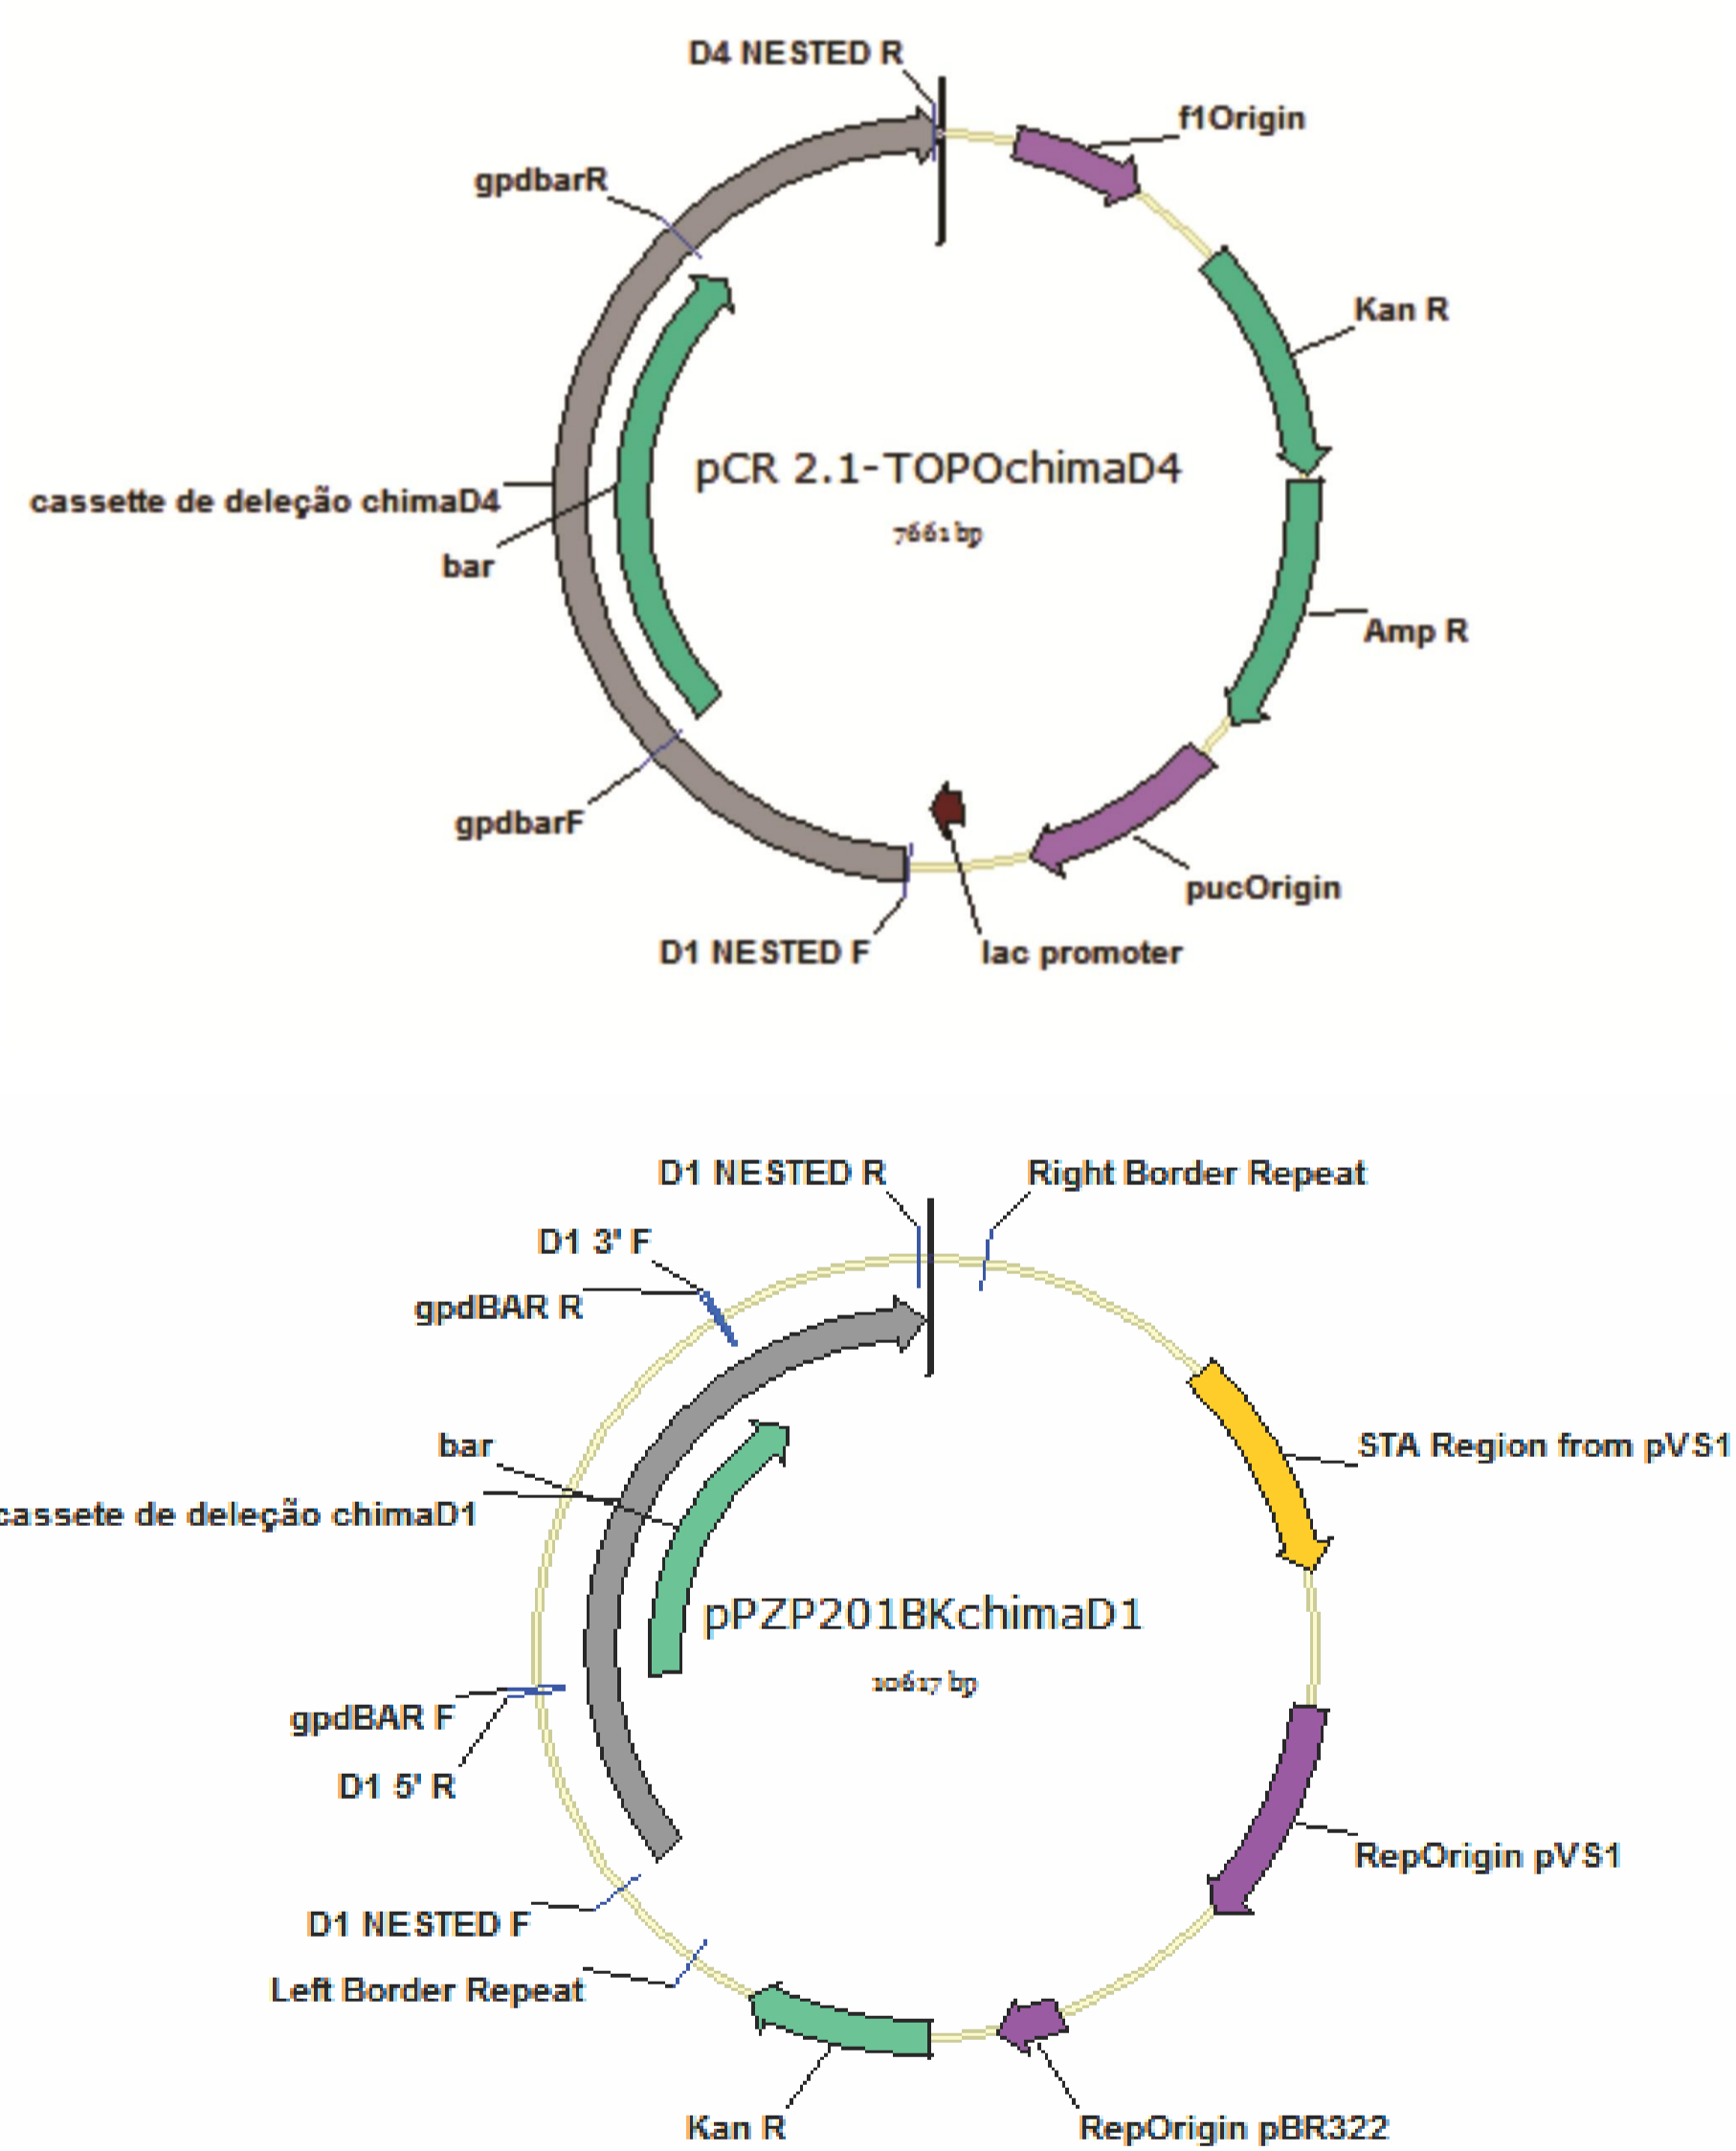 D4 NESTED R
f1Origin
gpdbarR
Kan R
pCR 2.1-TOPOchimaD4
cassette de deleção chimaD4
7661 bp
bar
Amp R
gpdbarF
pucOrigin
D1 NESTED F
lac promoter
D1 NESTED R
Right Border Repeat
D1 3' F
gpdBAR R
bar
STA Region from pVS1
cassete de deleção chimaD1
pPZP201BKchimaD1
10617 bp
gpdBAR F
D1 5' R
RepOrigin pVS1
D1 NESTED F
Left Border Repeat
Kan R
RepOrigin pBR322